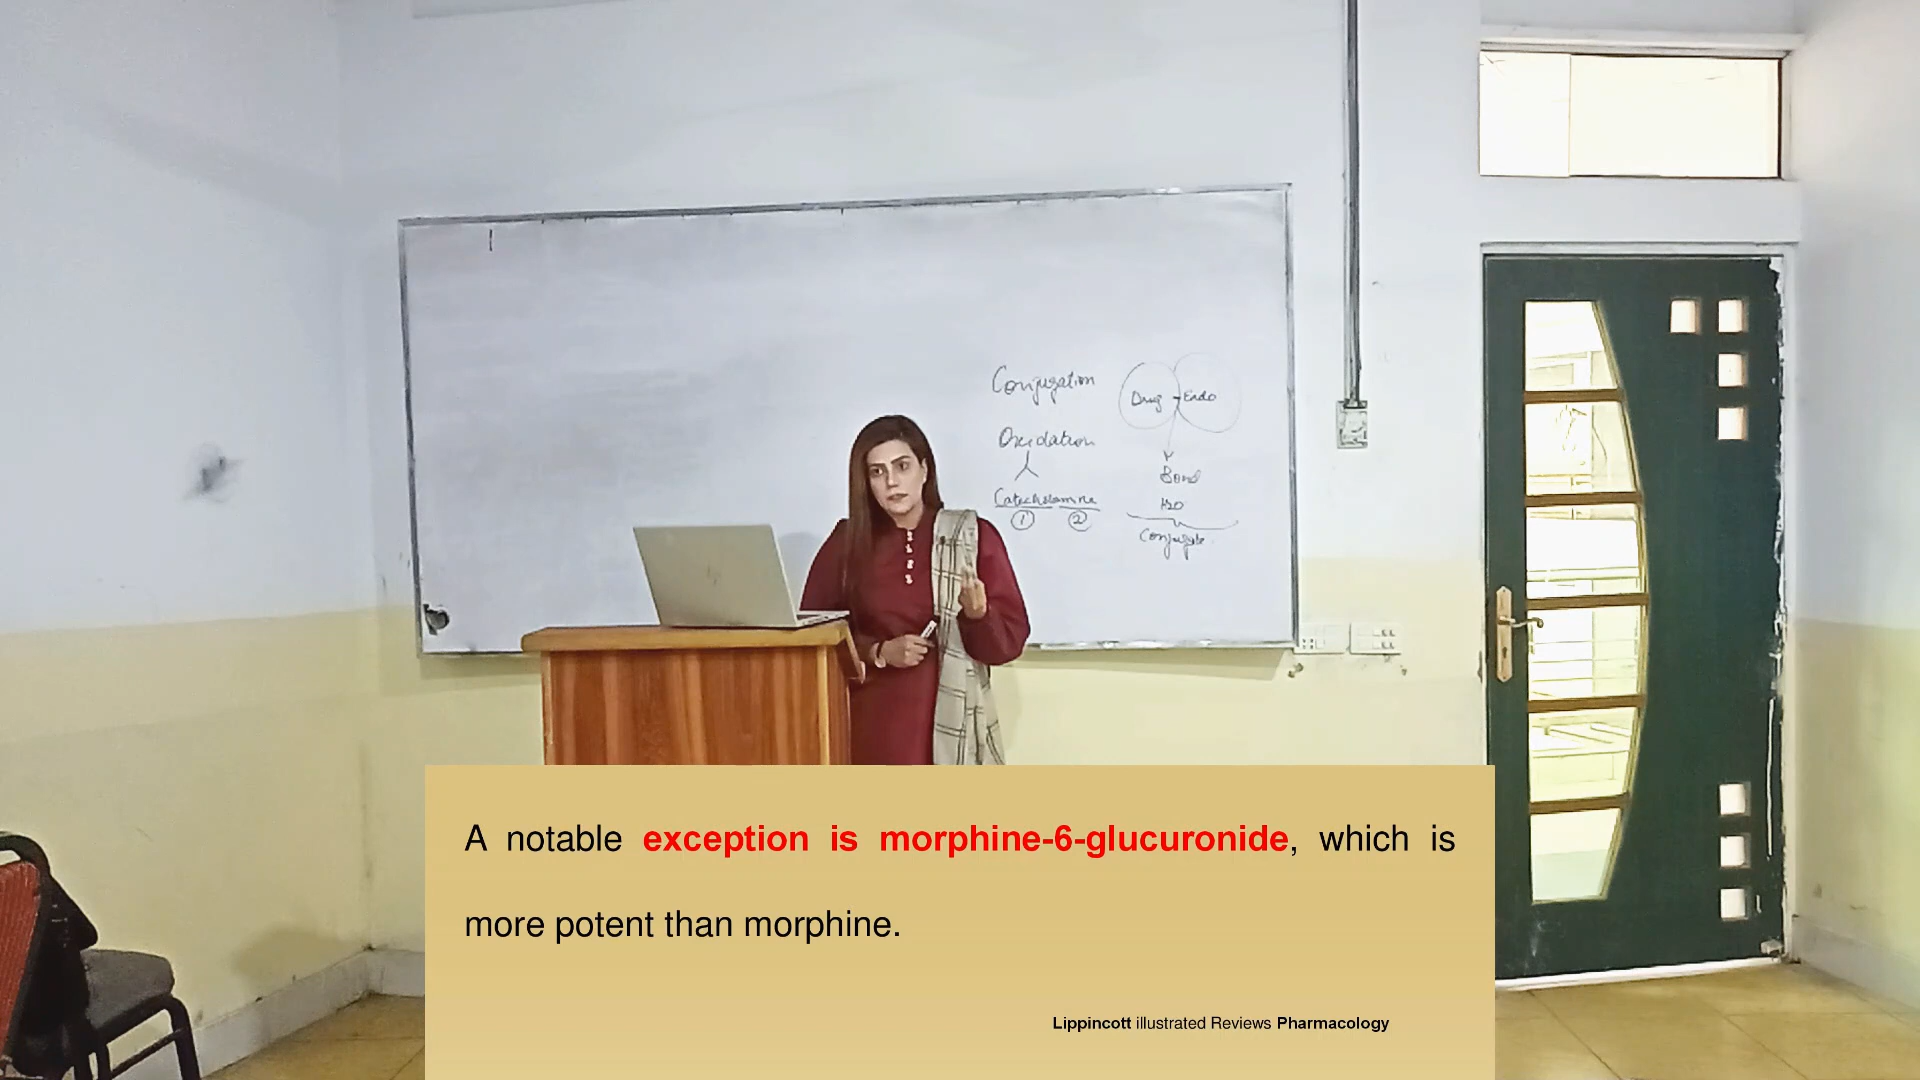 Conjugation
Drug Endo
Oxidation
Bond
Catecholamine
H2O
1 2
Conjugate
A notable exception is morphine-6-glucuronide, which is
more potent than morphine.
Lippincott illustrated Reviews Pharmacology